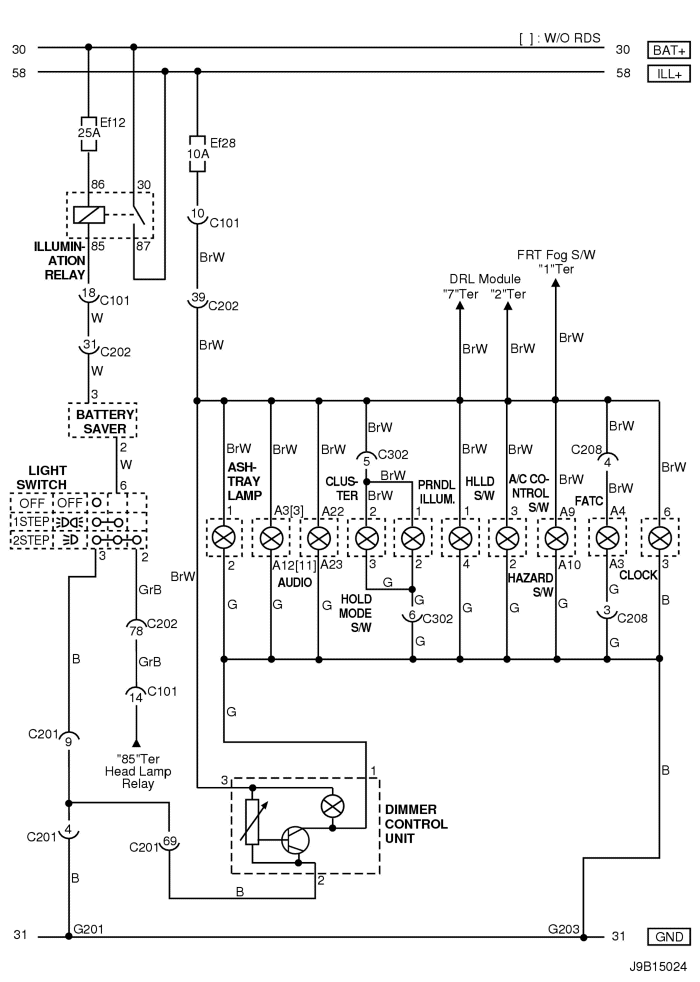 [ ] : W/O RDS
30
30
BAT+
58
58
ILL+
Ef12
25A
Ef28
10A
86
30
85
87
ILLUMIN-
ATION
RELAY
10
C101
BrW
18
C101
W
39
C202
BrW
31
C202
W
3
BATTERY
SAVER
2
W
6
LIGHT
SWITCH
OFF
OFF
1STEP
2STEP
3
2
GrB
78
C202
GrB
14
C101
"85"Ter
Head Lamp
Relay
B
C201
9
C201
4
B
69
C201
B
BrW
FRT Fog S/W
"1"Ter
DRL Module
"7"Ter
"2"Ter
BrW
BrW
BrW
BrW
BrW
BrW
BrW
BrW
BrW
BrW
BrW
BrW
C302
5
BrW
BrW
C208
4
BrW
ASH-
TRAY
LAMP
CLUS-
TER
PRNDL
ILLUM.
HLLD
S/W
A/C CO-
NTROL
S/W
FATC
1
A3[3]
A22
2
1
1
3
A9
A4
6
2
A12[11]
A23
3
2
4
2
A10
A3
3
AUDIO
HOLD
MODE
S/W
HAZARD
S/W
CLOCK
G
G
G
G
G
6
C302
G
G
G
G
G
3
C208
G
B
G
1
3
DIMMER
CONTROL
UNIT
2
B
31
G201
G203
31
GND
J9B15024